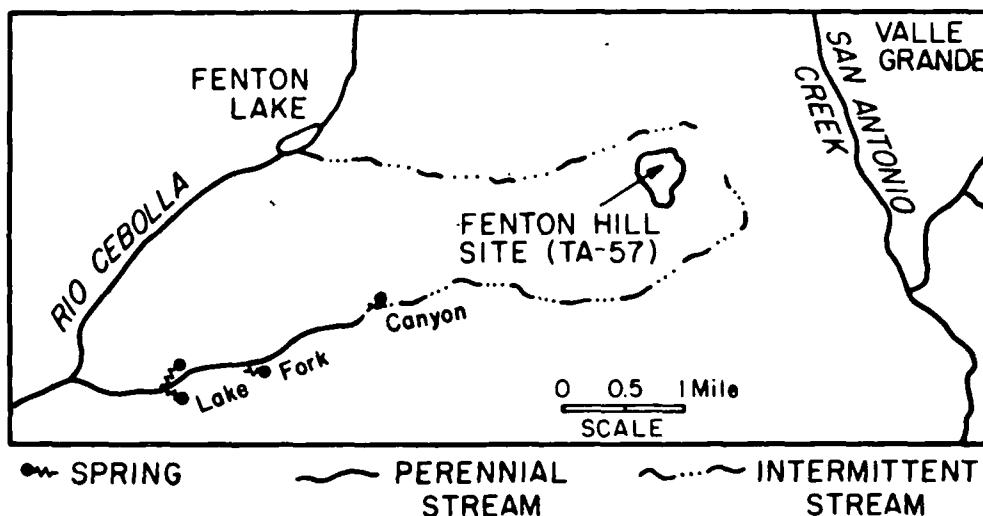 FENTON
LAKE
VALLE
GRANDE
SAN ANTONIO
CREEK
RIO CEBOLLA
FENTON HILL
SITE (TA-57)
Lake Fork Canyon
0 0.5 1 Mile
SCALE
SPRING
PERENNIAL
STREAM
INTERMITTENT
STREAM